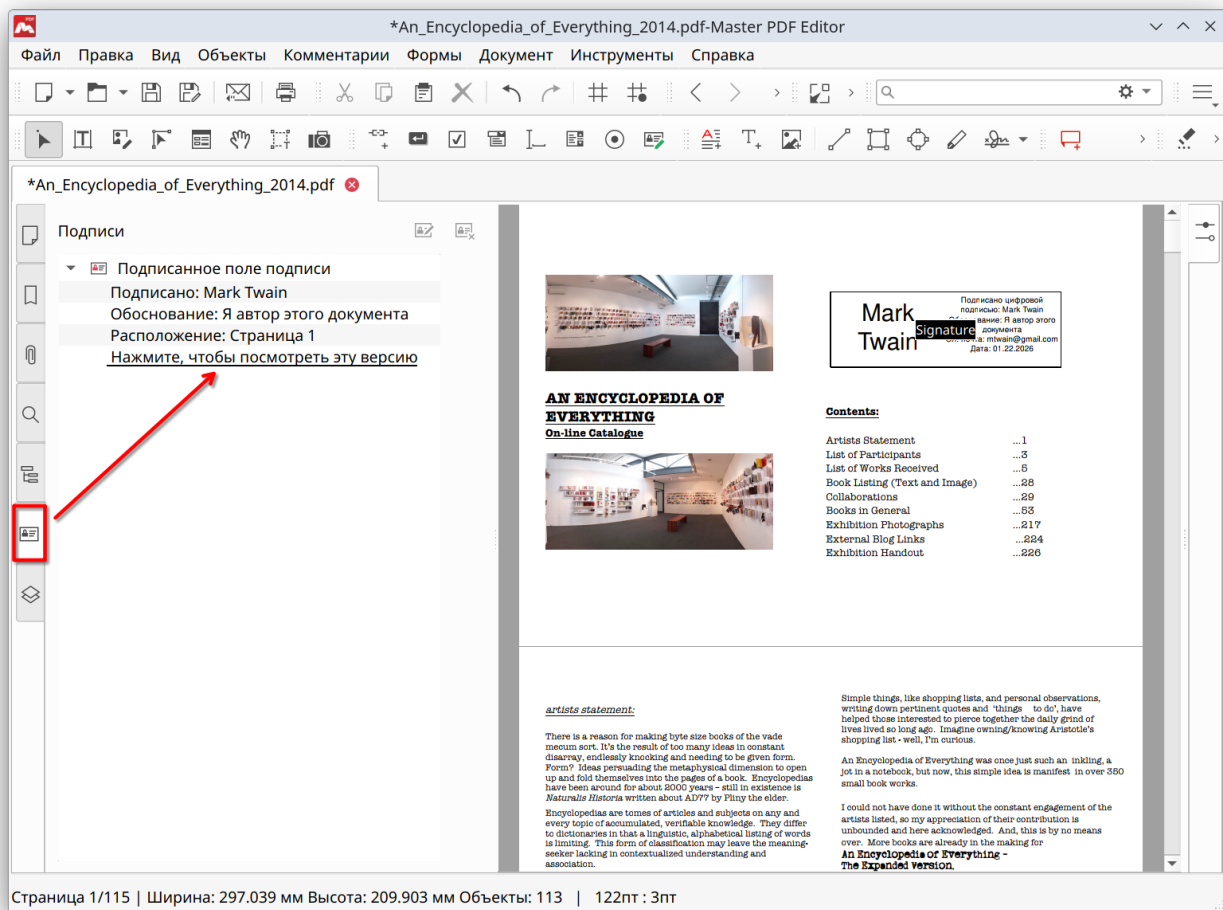 *An_Encyclopedia_of_Everything_2014.pdf-Master PDF Editor
Файл Правка Вид Объекты Комментарии Формы Документ Инструменты Справка
*An_Encyclopedia_of_Everything_2014.pdf
Подписи
Подписанное поле подписи
Подписано: Mark Twain
Обоснование: Я автор этого документа
Расположение: Страница 1
Нажмите, чтобы посмотреть эту версию
Mark
Twain
Подписано цифровой
подписью: Mark Twain
вание: Я автор этого
документа
а: mtwain@gmail.com
Дата: 01.22.2026
Signature
AN ENCYCLOPEDIA OF
EVERYTHING
On-line Catalogue
Contents:
Artists Statement ...1
List of Participants ...3
List of Works Received ...5
Book Listing (Text and Image) ...28
Collaborations ...29
Books in General ...53
Exhibition Photographs ...217
External Blog Links ...224
Exhibition Handout ...226
artists statement:
There is a reason for making byte size books of the vade
mecum sort. It's the result of too many ideas in constant
disarray, endlessly knocking and needing to be given form.
Form? Ideas persuading the metaphysical dimension to open
up and fold themselves into the pages of a book. Encyclopedias
have been around for about 2000 years – still in existence is
Naturalis Historia written about AD77 by Pliny the elder.
Encyclopedias are tomes of articles and subjects on any and
every topic of accumulated, verifiable knowledge. They differ
to dictionaries in that a linguistic, alphabetical listing of words
is limiting. This form of classification may leave the meaning-
seeker lacking in contextualized understanding and
association.
Simple things, like shopping lists, and personal observations,
writing down pertinent quotes and 'things to do', have
helped those interested to pierce together the daily grind of
lives lived so long ago. Imagine owning/knowing Aristotle's
shopping list - well, I'm curious.
An Encyclopedia of Everything was once just such an inkling, a
jot in a notebook, but now, this simple idea is manifest in over 350
small book works.
I could not have done it without the constant engagement of the
artists listed, so my appreciation of their contribution is
unbounded and here acknowledged. And, this is by no means
over. More books are already in the making for
An Encyclopedia of Everything –
The Expanded Version.
Страница 1/115 | Ширина: 297.039 мм Высота: 209.903 мм Объекты: 113 | 122пт : 3пт